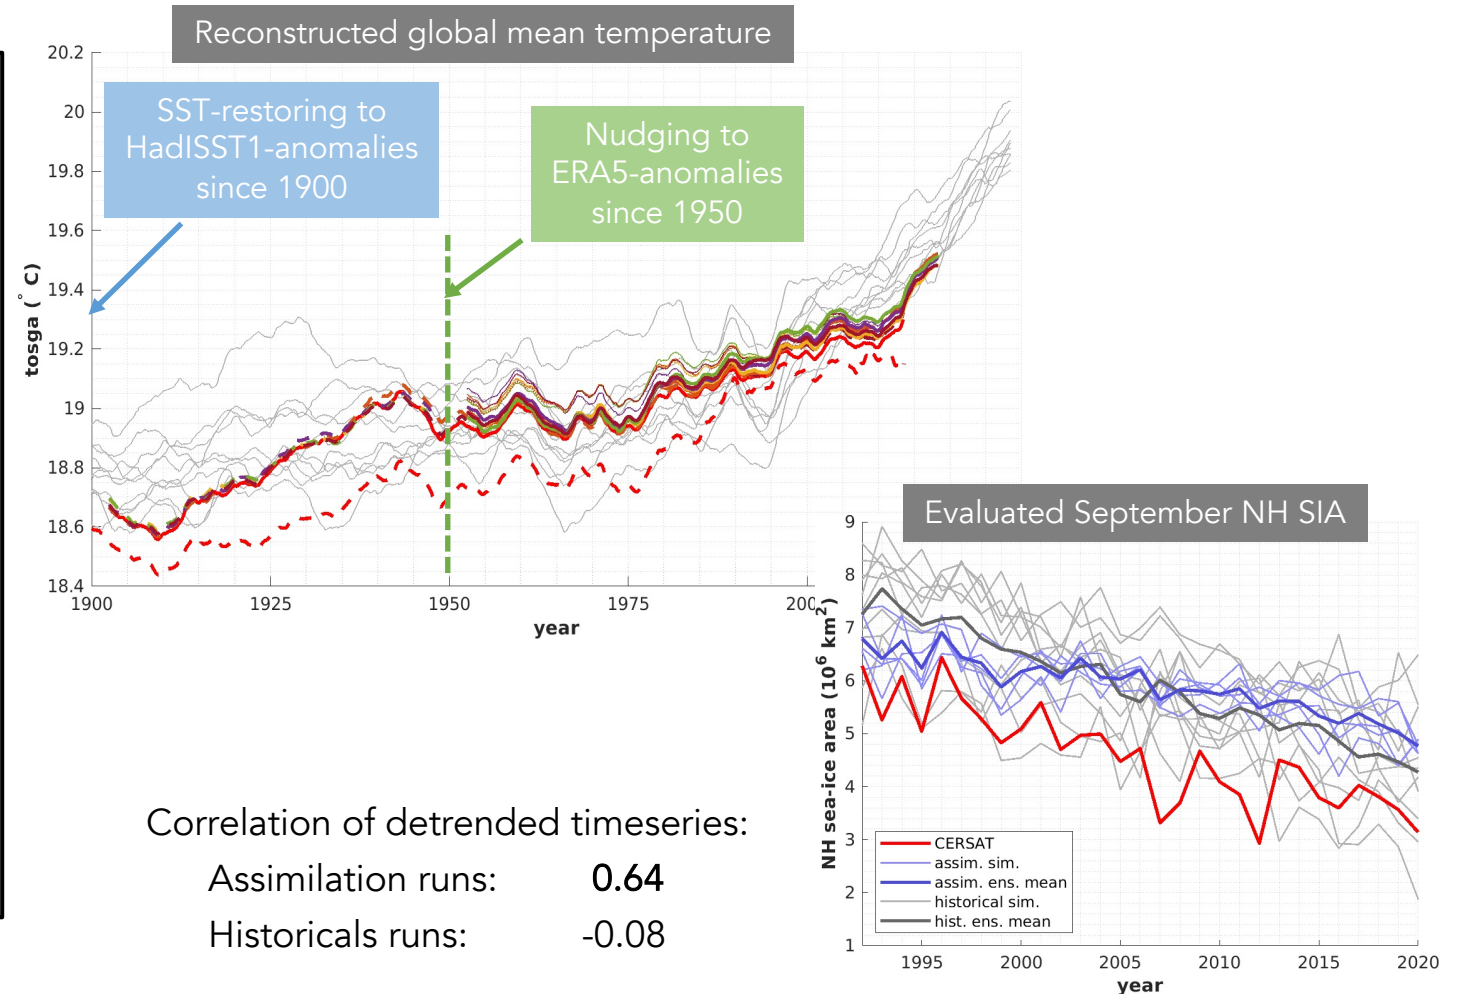 Reconstructed global mean temperature
20.2
20
19.8
19.6
19.4
19.2
19
18.8
18.6
18.4
tosga (° C)
SST-restoring to
HadISST1-anomalies
since 1900
Nudging to
ERA5-anomalies
since 1950
1900
1925
1950
1975
200
year
Evaluated September NH SIA
9
8
7
6
5
4
3
2
1
NH sea-ice area (10⁶ km²)
CERSAT
assim. sim.
assim. ens. mean
historical sim.
hist. ens. mean
1995
2000
2005
2010
2015
2020
year
Correlation of detrended timeseries:
Assimilation runs: 0.64
Historicals runs: -0.08